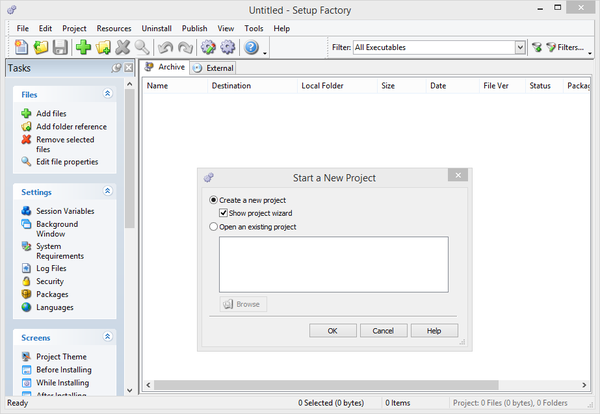 Untitled - Setup Factory
File Edit Project Resources Uninstall Publish View Tools Help
Filter: All Executables Filters...
Tasks
Archive External
Name Destination Local Folder Size Date File Ver Status Packag
Files
Add files
Add folder reference
Remove selected
files
Edit file properties
Settings
Session Variables
Background
Window
System
Requirements
Log Files
Security
Packages
Languages
Screens
Project Theme
Before Installing
While Installing
After Installing
Start a New Project
Create a new project
Show project wizard
Open an existing project
Browse
OK Cancel Help
Ready 0 Selected (0 bytes) 0 Items Project: 0 Files (0 bytes), 0 Folders